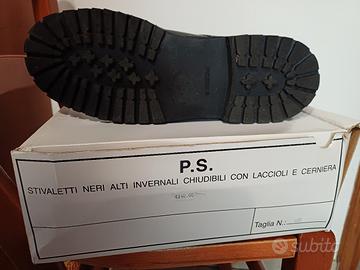 P.S.
STIVALETTI NERI ALTI INVERNALI CHIUDIBILI CON LACCIOLI E CERNIERA
Taglia N.:
subito